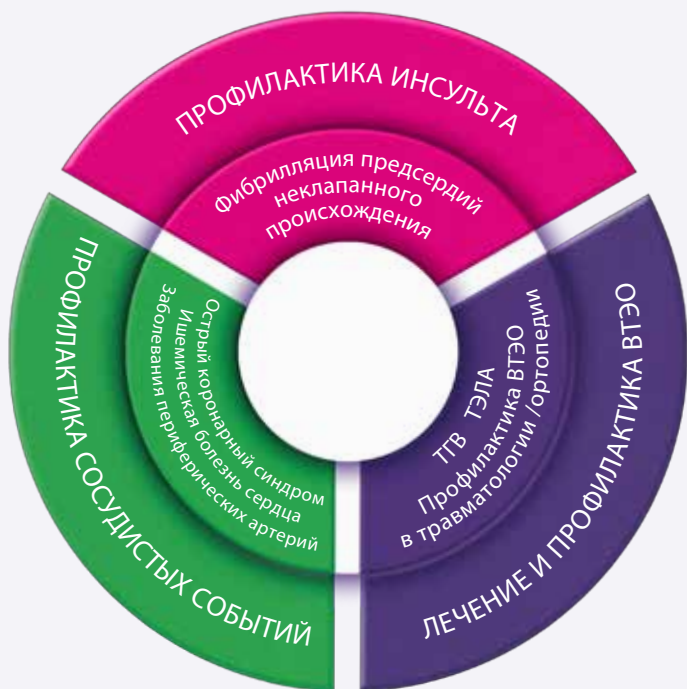 ПРОФИЛАКТИКА ИНСУЛЬТА
Фибрилляция предсердий
неклапанного
происхождения
ПРОФИЛАКТИКА СОСУДИСТЫХ СОБЫТИЙ
Острый коронарный синдром
Ишемическая болезнь сердца
Заболевания периферических артерий
ТГВ ТЭЛА
Профилактика ВТЭО
в травматологии /ортопедии
ЛЕЧЕНИЕ И ПРОФИЛАКТИКА ВТЭО